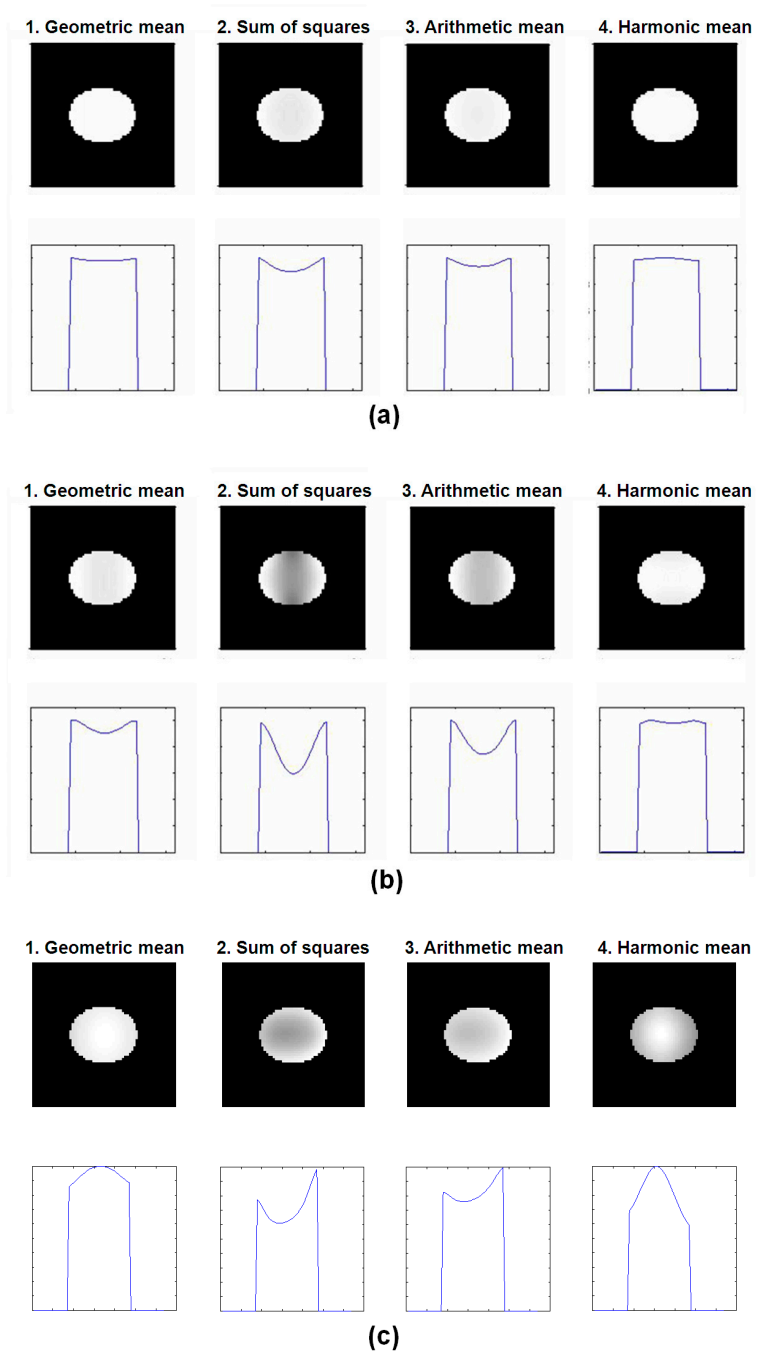 1. Geometric mean 2. Sum of squares 3. Arithmetic mean 4. Harmonic mean
(a)
1. Geometric mean 2. Sum of squares 3. Arithmetic mean 4. Harmonic mean
(b)
1. Geometric mean 2. Sum of squares 3. Arithmetic mean 4. Harmonic mean
(c)